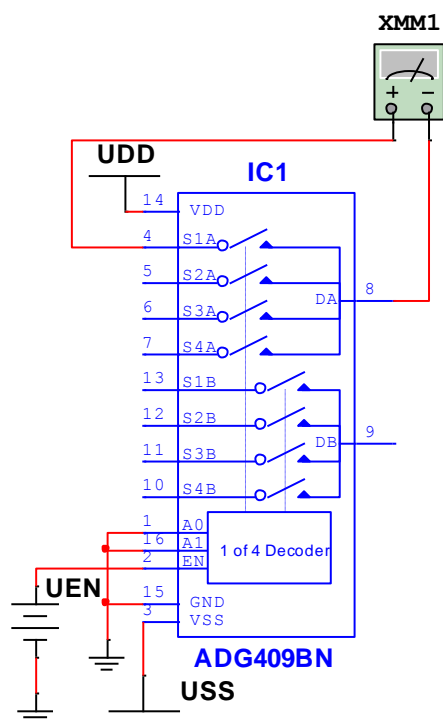 XMM1
+ −
UDD
IC1
14 VDD
4 S1A
5 S2A
6 S3A
7 S4A
DA 8
13 S1B
12 S2B
11 S3B
10 S4B
DB 9
1 A0
16 A1
2 EN
1 of 4 Decoder
UEN
15 GND
3 VSS
ADG409BN
USS